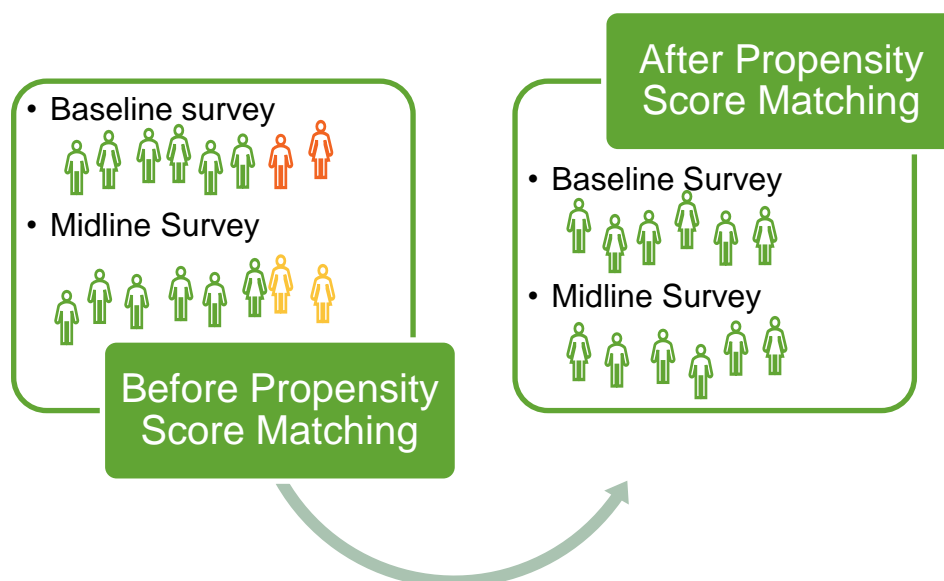 • Baseline survey
• Midline Survey
Before Propensity
Score Matching
After Propensity
Score Matching
• Baseline Survey
• Midline Survey